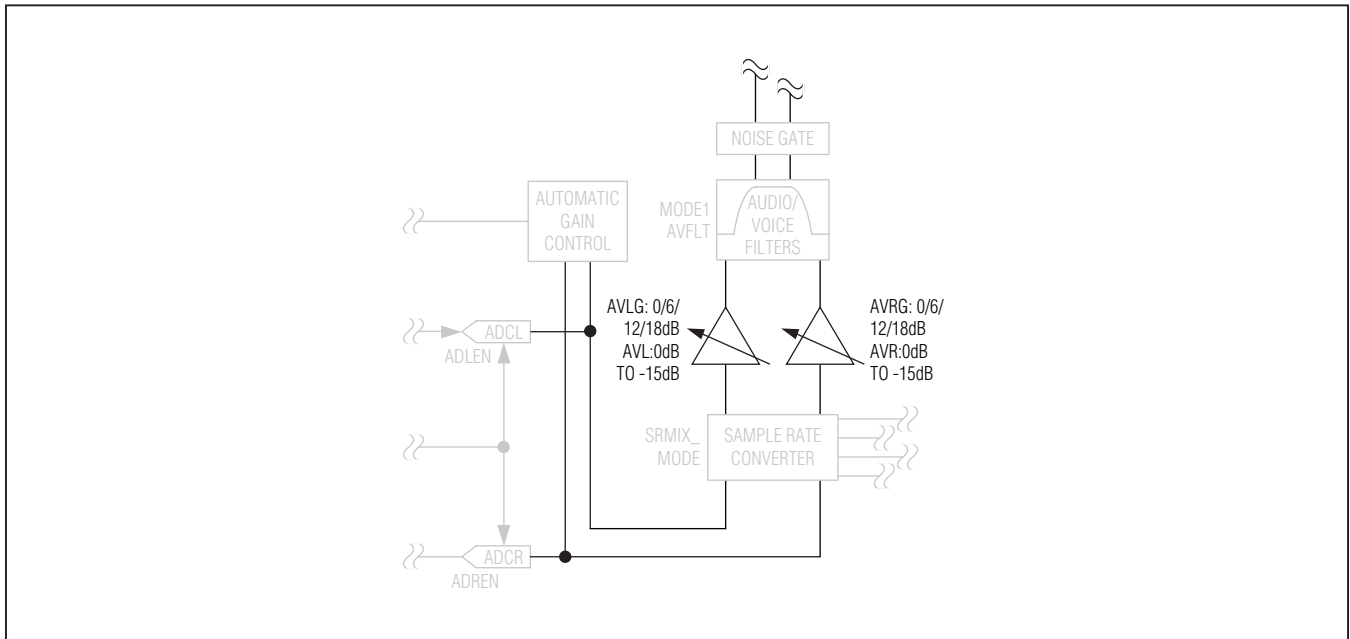 NOISE GATE
AUTOMATIC
GAIN
CONTROL
MODE1
AVFLT
AUDIO/
VOICE
FILTERS
AVLG: 0/6/
12/18dB
AVL:0dB
TO -15dB
AVRG: 0/6/
12/18dB
AVR:0dB
TO -15dB
ADCL
ADLEN
SRMIX_
MODE
SAMPLE RATE
CONVERTER
ADCR
ADREN